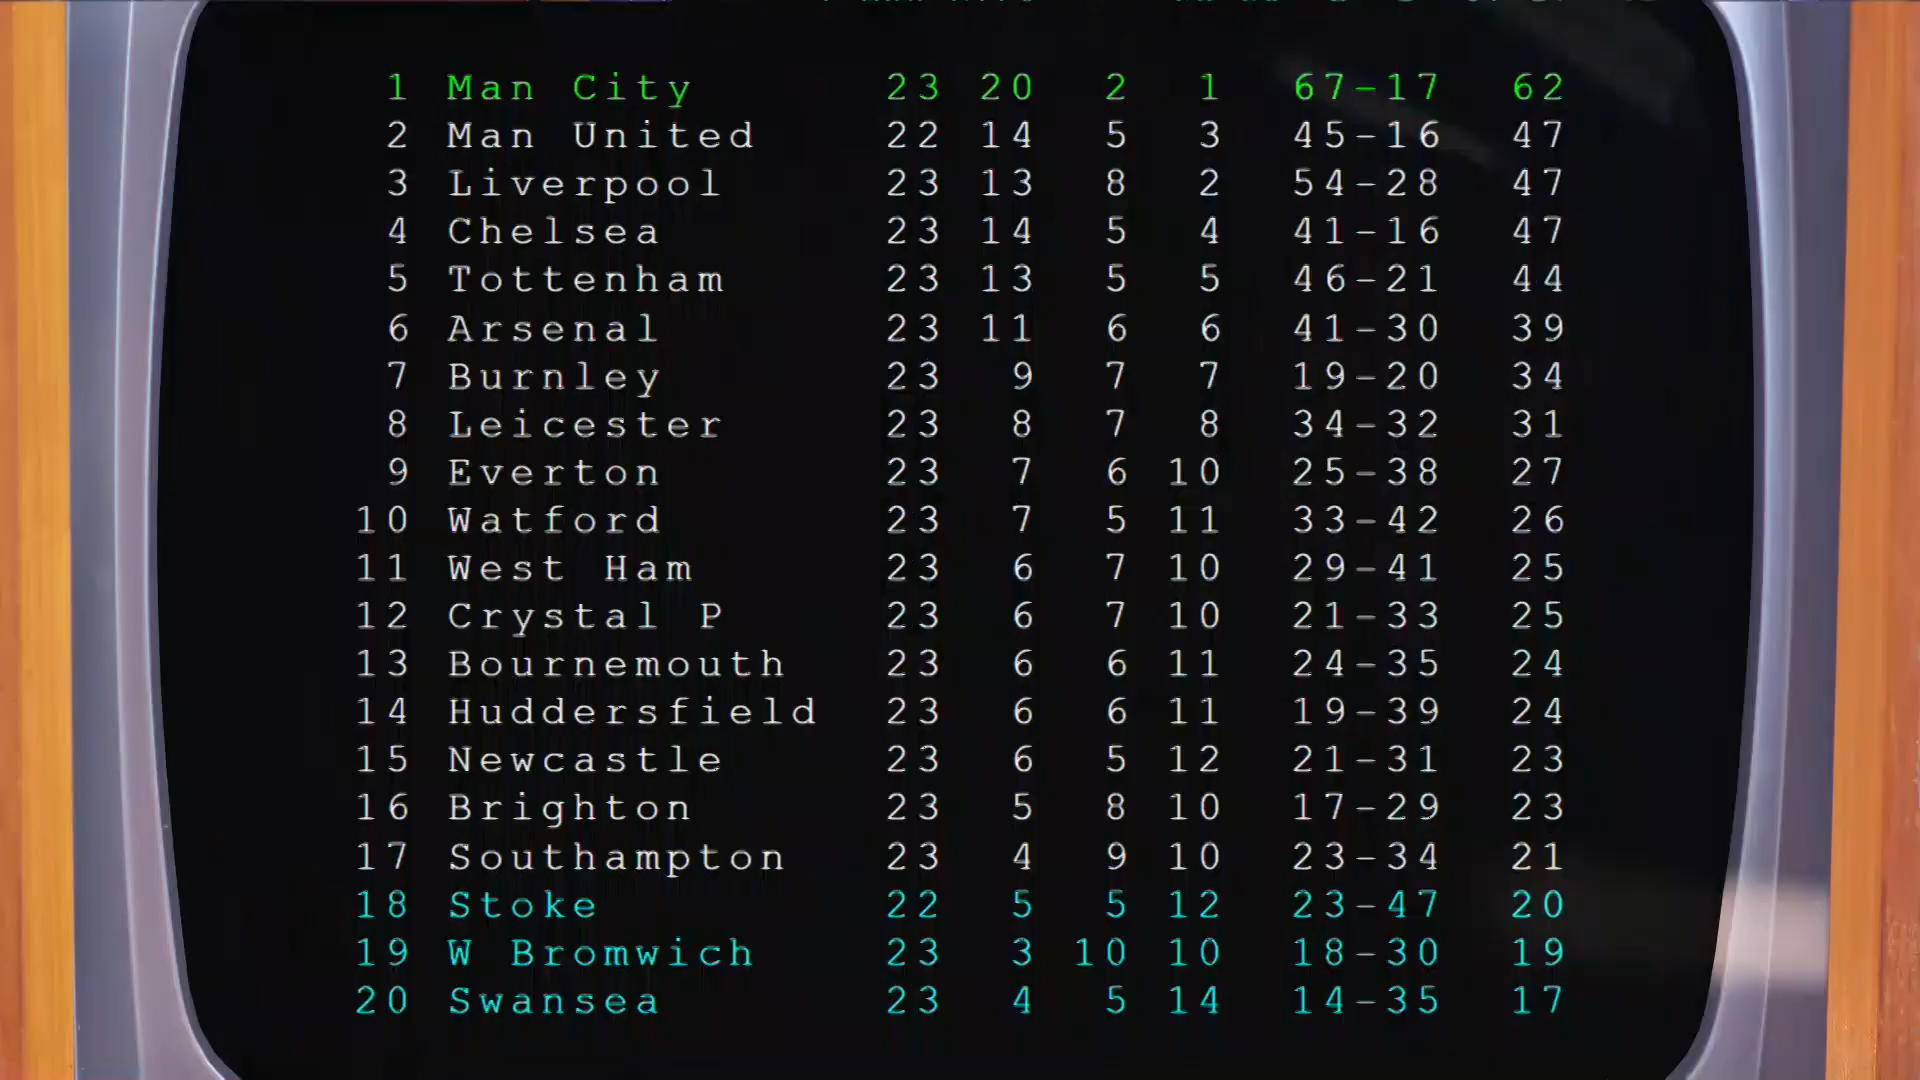 1 Man City 23 20 2 1 67-17 62
2 Man United 22 14 5 3 45-16 47
3 Liverpool 23 13 8 2 54-28 47
4 Chelsea 23 14 5 4 41-16 47
5 Tottenham 23 13 5 5 46-21 44
6 Arsenal 23 11 6 6 41-30 39
7 Burnley 23 9 7 7 19-20 34
8 Leicester 23 8 7 8 34-32 31
9 Everton 23 7 6 10 25-38 27
10 Watford 23 7 5 11 33-42 26
11 West Ham 23 6 7 10 29-41 25
12 Crystal P 23 6 7 10 21-33 25
13 Bournemouth 23 6 6 11 24-35 24
14 Huddersfield 23 6 6 11 19-39 24
15 Newcastle 23 6 5 12 21-31 23
16 Brighton 23 5 8 10 17-29 23
17 Southampton 23 4 9 10 23-34 21
18 Stoke 22 5 5 12 23-47 20
19 W Bromwich 23 3 10 10 18-30 19
20 Swansea 23 4 5 14 14-35 17